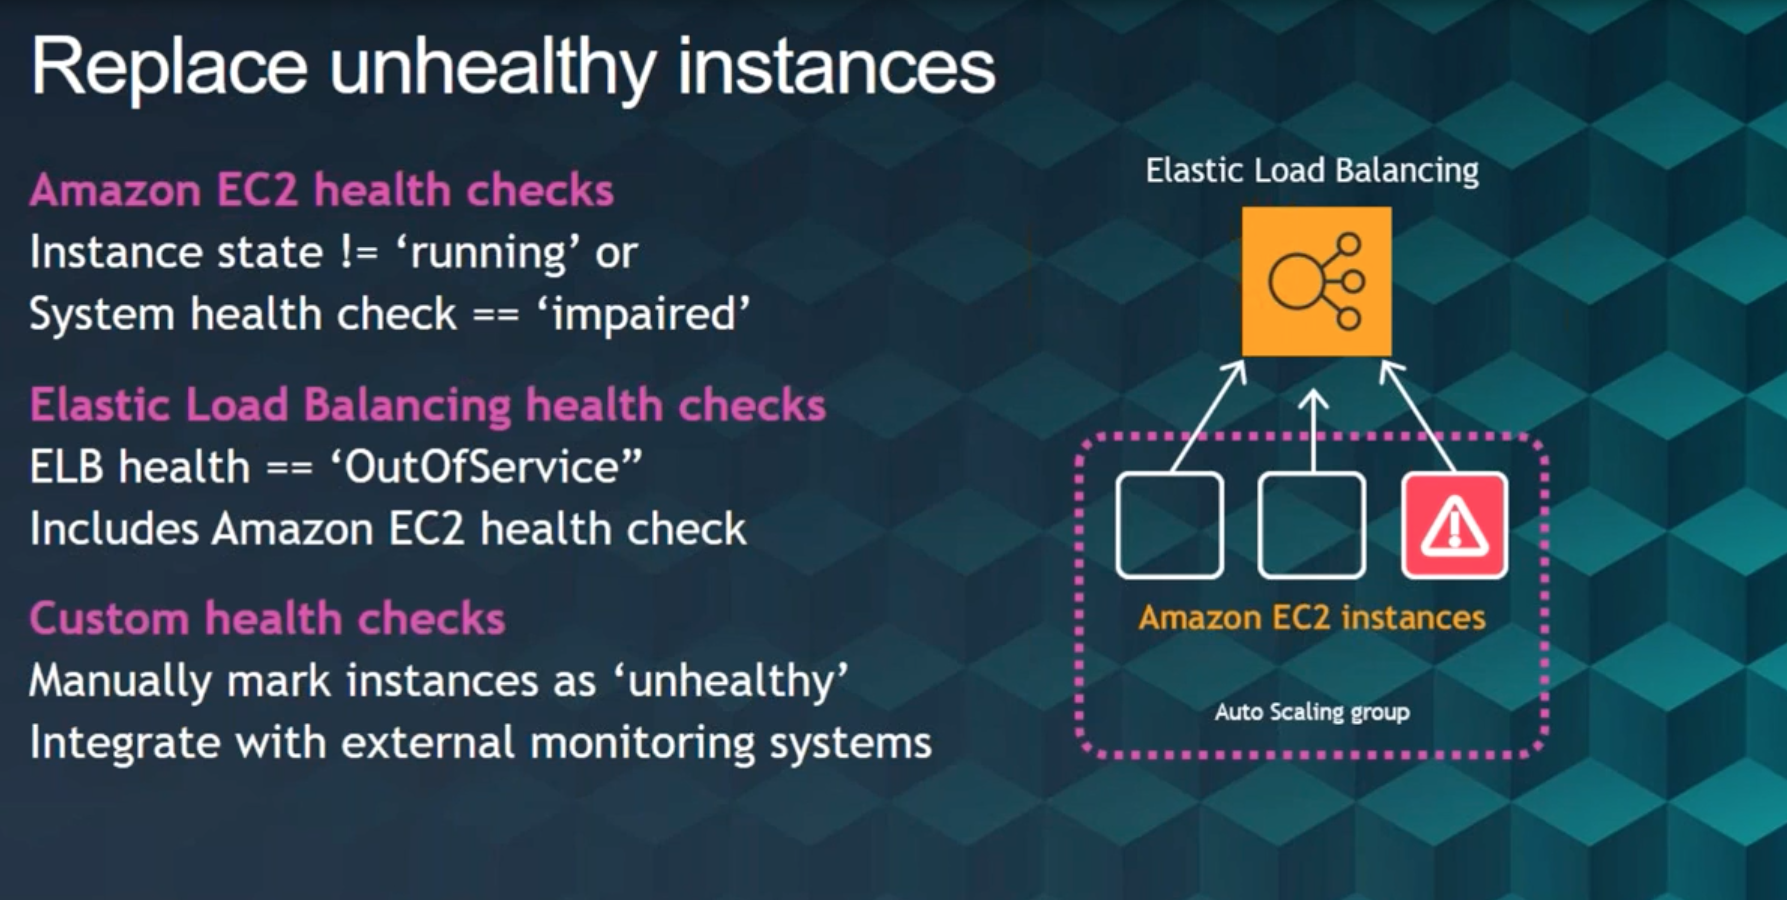 Replace unhealthy instances
Amazon EC2 health checks
Instance state != ‘running’ or
System health check == ‘impaired’
Elastic Load Balancing health checks
ELB health == ‘OutOfService”
Includes Amazon EC2 health check
Custom health checks
Manually mark instances as ‘unhealthy’
Integrate with external monitoring systems
Elastic Load Balancing
Amazon EC2 instances
Auto Scaling group